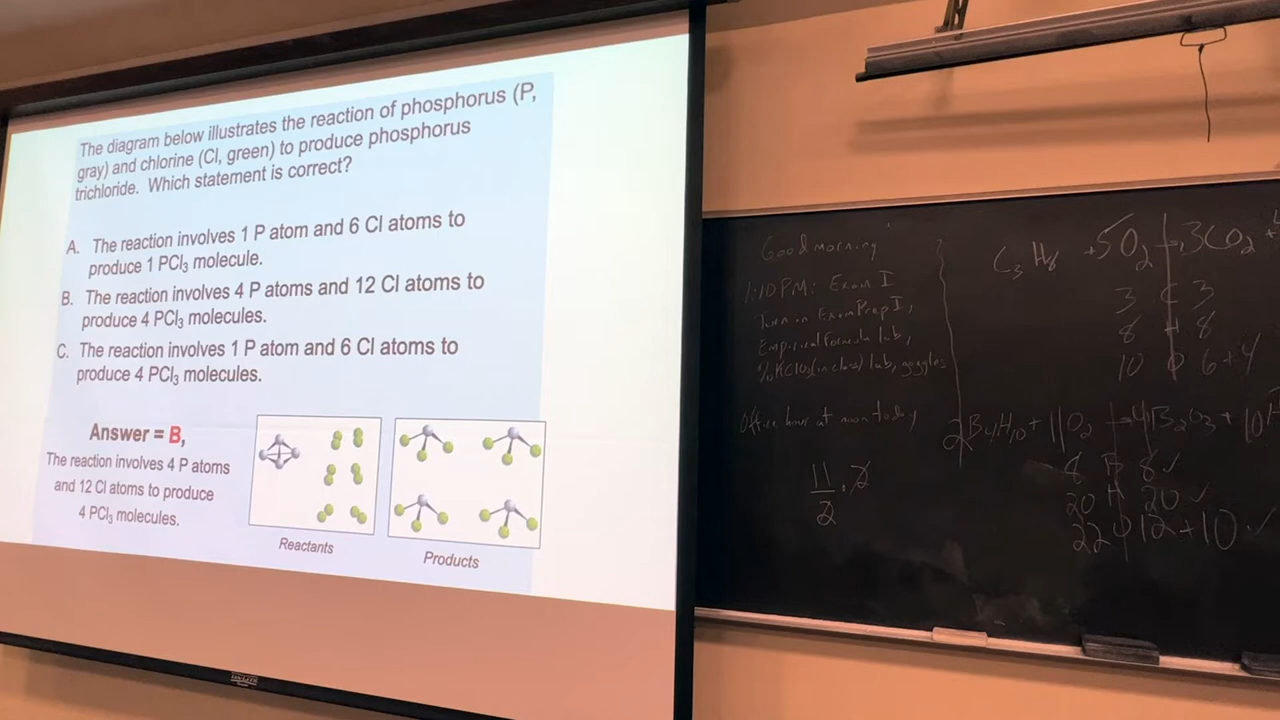 The diagram below illustrates the reaction of phosphorus (P,
gray) and chlorine (Cl, green) to produce phosphorus
trichloride. Which statement is correct?
A. The reaction involves 1 P atom and 6 Cl atoms to
produce 1 PCl₃ molecule.
B. The reaction involves 4 P atoms and 12 Cl atoms to
produce 4 PCl₃ molecules.
C. The reaction involves 1 P atom and 6 Cl atoms to
produce 4 PCl₃ molecules.
Answer = B,
The reaction involves 4 P atoms
and 12 Cl atoms to produce
4 PCl₃ molecules.
Reactants
Products
Good morning
1:10 PM: Exam I
Turn in Exam Prep I,
Empirical Formula lab,
% KClO₃ (in class) lab, goggles
Office hour at noon today
11/2 · 2
C₃H₈ + 5O₂ → 3CO₂ +
3 C 3
8 H 8
10 O 6+4
2B₄H₁₀ + 11O₂ → 4B₂O₃ + 10H
8 B 8 ✓
20 H 20 ✓
22 O 12+10 ✓